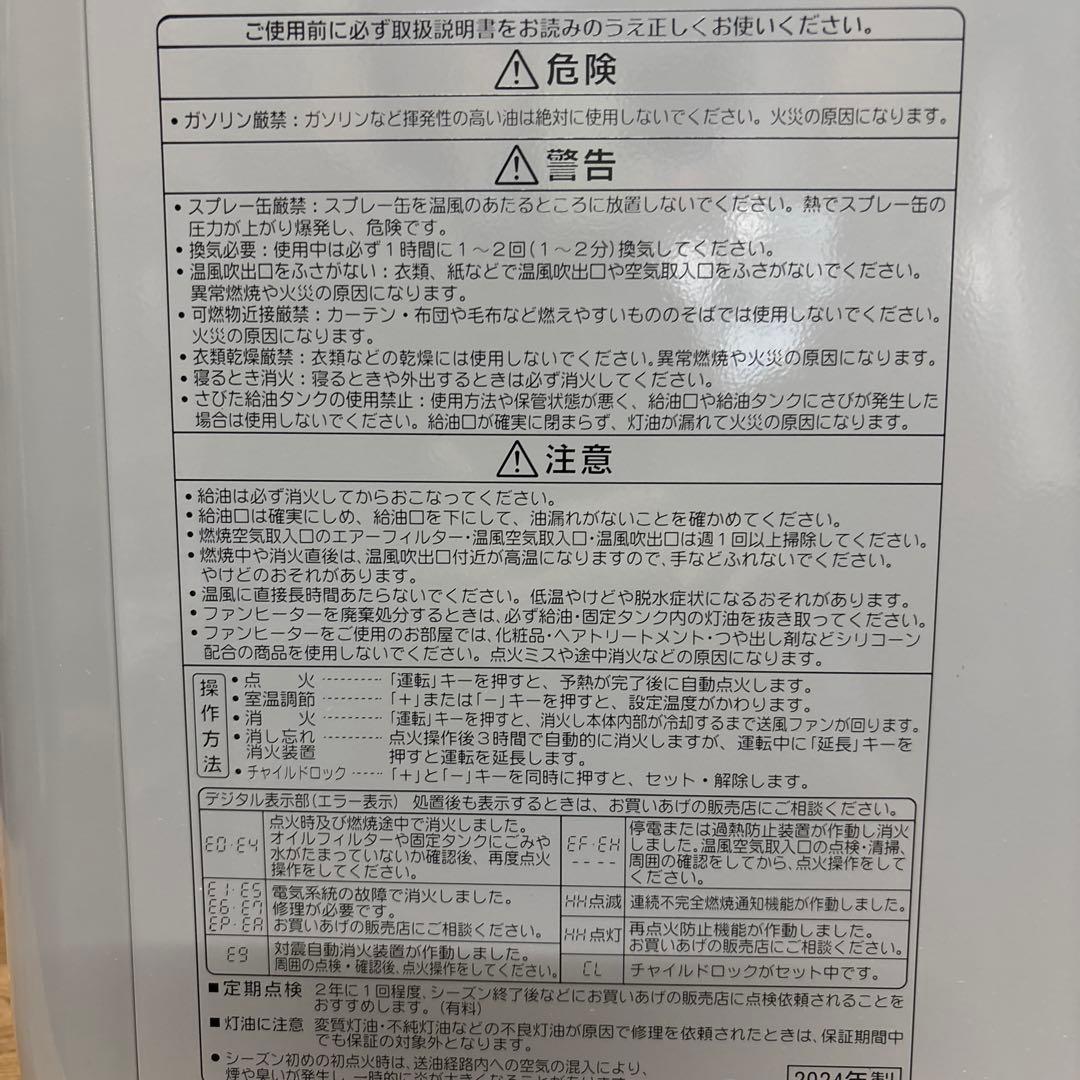 ご使用前に必ず取扱説明書をお読みのうえ正しくお使いください。
⚠危険
・ガソリン厳禁：ガソリンなど揮発性の高い油は絶対に使用しないでください。火災の原因になります。
⚠警告
・スプレー缶厳禁：スプレー缶を温風のあたるところに放置しないでください。熱でスプレー缶の
圧力が上がり爆発し、危険です。
・換気必要：使用中は必ず1時間に1～2回(1～2分)換気してください。
・温風吹出口をふさがない：衣類、紙などで温風吹出口や空気取入口をふさがないでください。
異常燃焼や火災の原因になります。
・可燃物近接厳禁：カーテン・布団や毛布など燃えやすいもののそばでは使用しないでください。
火災の原因になります。
・衣類乾燥厳禁：衣類などの乾燥には使用しないでください。異常燃焼や火災の原因になります。
・寝るとき消火：寝るときや外出するときは必ず消火してください。
・さびた給油タンクの使用禁止：使用方法や保管状態が悪く、給油口や給油タンクにさびが発生した
場合は使用しないでください。給油口が確実に閉まらず、灯油が漏れて火災の原因になります。
⚠注意
・給油は必ず消火してからおこなってください。
・給油口は確実にしめ、給油口を下にして、油漏れがないことを確かめてください。
・燃焼空気取入口のエアーフィルター・温風空気取入口・温風吹出口は週1回以上掃除してください。
・燃焼中や消火直後は、温風吹出口付近が高温になりますので、手などふれないでください。
やけどのおそれがあります。
・温風に直接長時間あたらないでください。低温やけどや脱水症状になるおそれがあります。
・ファンヒーターを廃棄処分するときは、必ず給油・固定タンク内の灯油を抜き取ってください。
・ファンヒーターをご使用のお部屋では、化粧品・ヘアトリートメント・つや出し剤などシリコーン
配合の商品を使用しないでください。点火ミスや途中消火などの原因になります。
操作方法
・点 火 ･････････ 「運転」キーを押すと、予熱が完了後に自動点火します。
・室温調節 ･････････ 「＋」または「－」キーを押すと、設定温度がかわります。
・消 火 ･････････ 「運転」キーを押すと、消火し本体内部が冷却するまで送風ファンが回ります。
・消し忘れ ･････････ 点火操作後3時間で自動的に消火しますが、運転中に「延長」キーを
消火装置 押すと運転を延長します。
・チャイルドロック ･････ 「＋」と「－」キーを同時に押すと、セット・解除します。
デジタル表示部(エラー表示) 処置後も表示するときは、お買いあげの販売店にご相談ください。
E0・E4
点火時及び燃焼途中で消火しました。
オイルフィルターや固定タンクにごみや
水がたまっていないか確認後、再度点火
操作をしてください。
E1・E5
E6・E7
EP・EA
電気系統の故障で消火しました。
修理が必要です。
お買いあげの販売店にご相談ください。
E9
対震自動消火装置が作動しました。
周囲の点検・確認後、点火操作をしてください。
EF・EH
----
停電または過熱防止装置が作動し消火
しました。温風空気取入口の点検・清掃、
周囲の確認をしてから、点火操作をして
ください。
HH点滅 連続不完全燃焼通知機能が作動しました。
HH点灯
再点火防止機能が作動しました。
お買いあげの販売店にご相談ください。
CL チャイルドロックがセット中です。
■定期点検 2年に1回程度、シーズン終了後などにお買いあげの販売店に点検依頼されることを
おすすめします。(有料)
■灯油に注意 変質灯油・不純灯油などの不良灯油が原因で修理を依頼されたときは、保証期間中
でも保証の対象外となります。
●シーズン初めの初点火時は、送油経路内への空気の混入により、
煙や臭いが発生し、一時的に炎が大きくなることがあります。
2024年製